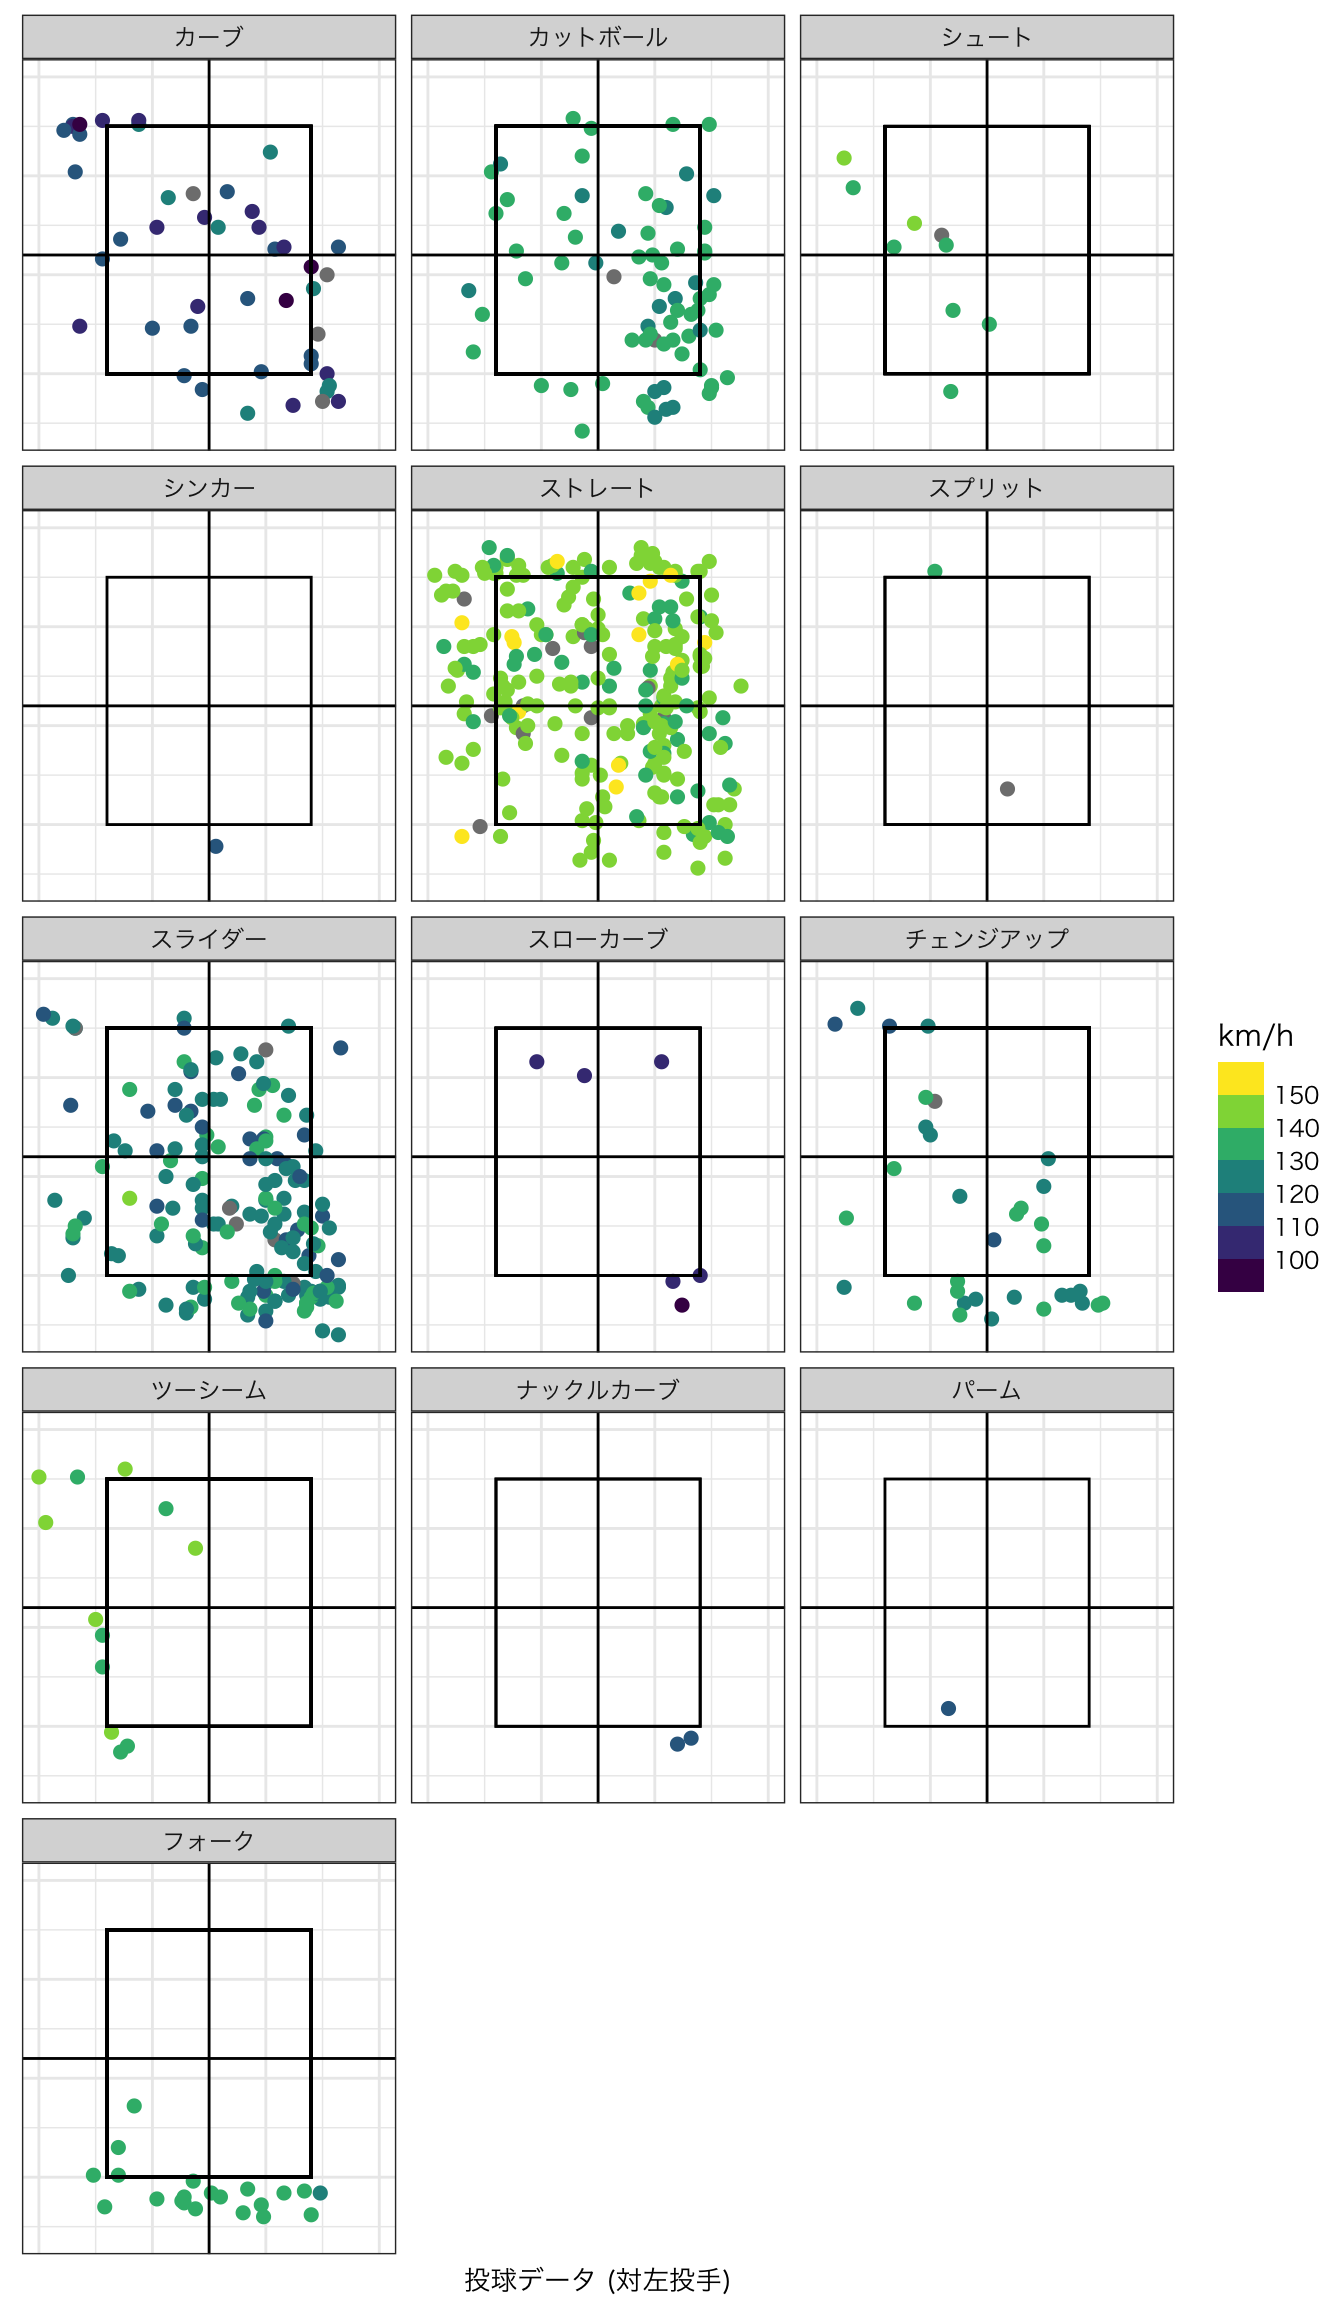 カーブ
カットボール
シュート
シンカー
ストレート
スプリット
スライダー
スローカーブ
チェンジアップ
km/h
150
140
130
120
110
100
ツーシーム
ナックルカーブ
パーム
フォーク
投球データ (対左投手)